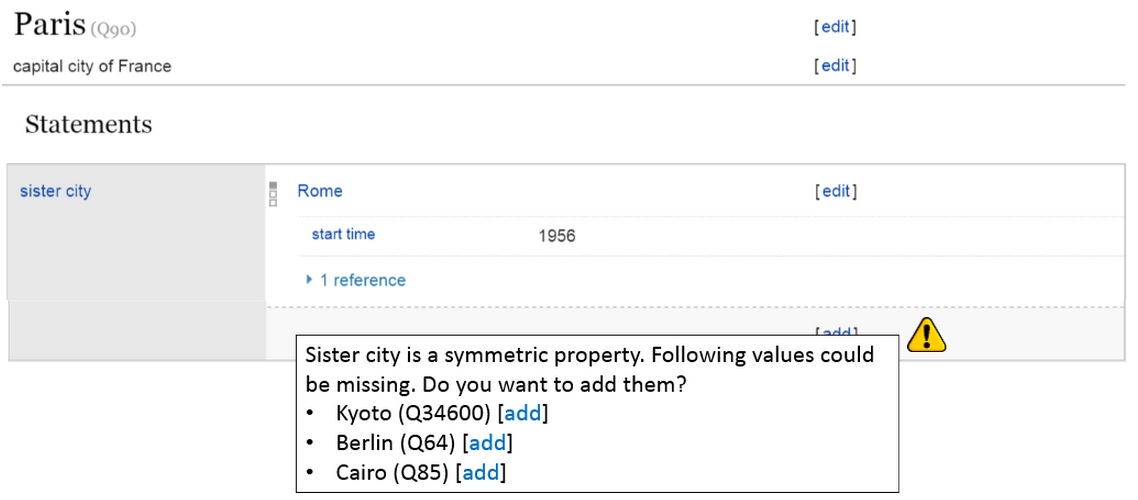 Paris (Q90) [edit]
capital city of France [edit]
Statements
sister city Rome [edit]
start time 1956
1 reference
[add]
Sister city is a symmetric property. Following values could
be missing. Do you want to add them?
• Kyoto (Q34600) [add]
• Berlin (Q64) [add]
• Cairo (Q85) [add]